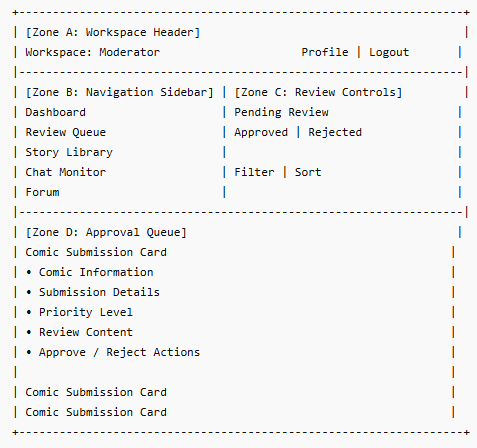 +------------------------------------------------------------------+
| [Zone A: Workspace Header]                                       |
| Workspace: Moderator                     Profile | Logout       |
|------------------------------------------------------------------|
| [Zone B: Navigation Sidebar] | [Zone C: Review Controls]         |
| Dashboard                    | Pending Review                   |
| Review Queue                 | Approved | Rejected              |
| Story Library                |                                  |
| Chat Monitor                 | Filter | Sort                    |
| Forum                        |                                  |
|------------------------------------------------------------------|
| [Zone D: Approval Queue]                                        |
| Comic Submission Card                                          |
| • Comic Information                                            |
| • Submission Details                                           |
| • Priority Level                                               |
| • Review Content                                               |
| • Approve / Reject Actions                                     |
|                                                                |
| Comic Submission Card                                          |
| Comic Submission Card                                          |
+------------------------------------------------------------------+